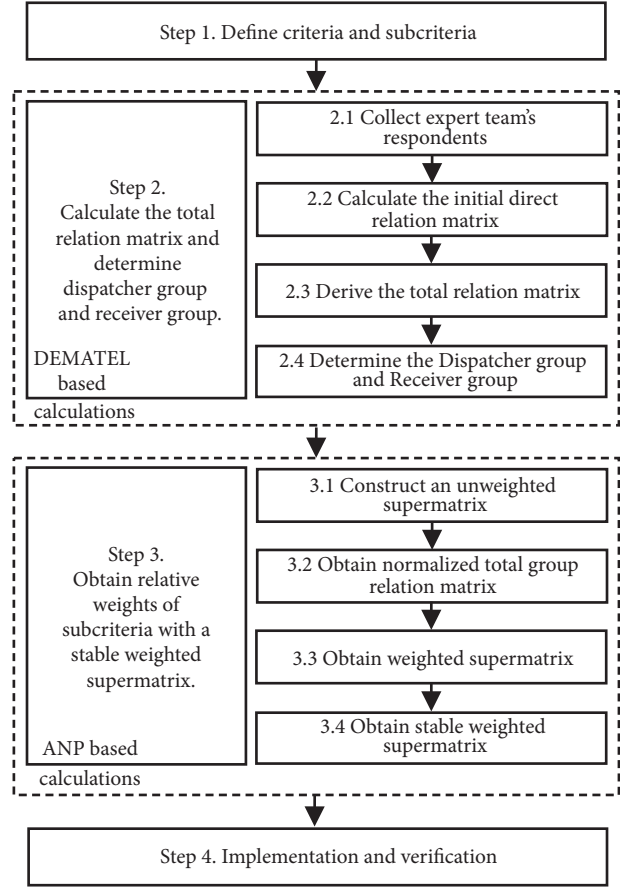 Step 1. Define criteria and subcriteria
Step 2.
Calculate the total
relation matrix and
determine
dispatcher group
and receiver group.
DEMATEL
based
calculations
2.1 Collect expert team's
respondents
2.2 Calculate the initial direct
relation matrix
2.3 Derive the total relation matrix
2.4 Determine the Dispatcher group
and Receiver group
Step 3.
Obtain relative
weights of
subcriteria with a
stable weighted
supermatrix.
ANP based
calculations
3.1 Construct an unweighted
supermatrix
3.2 Obtain normalized total group
relation matrix
3.3 Obtain weighted supermatrix
3.4 Obtain stable weighted
supermatrix
Step 4. Implementation and verification